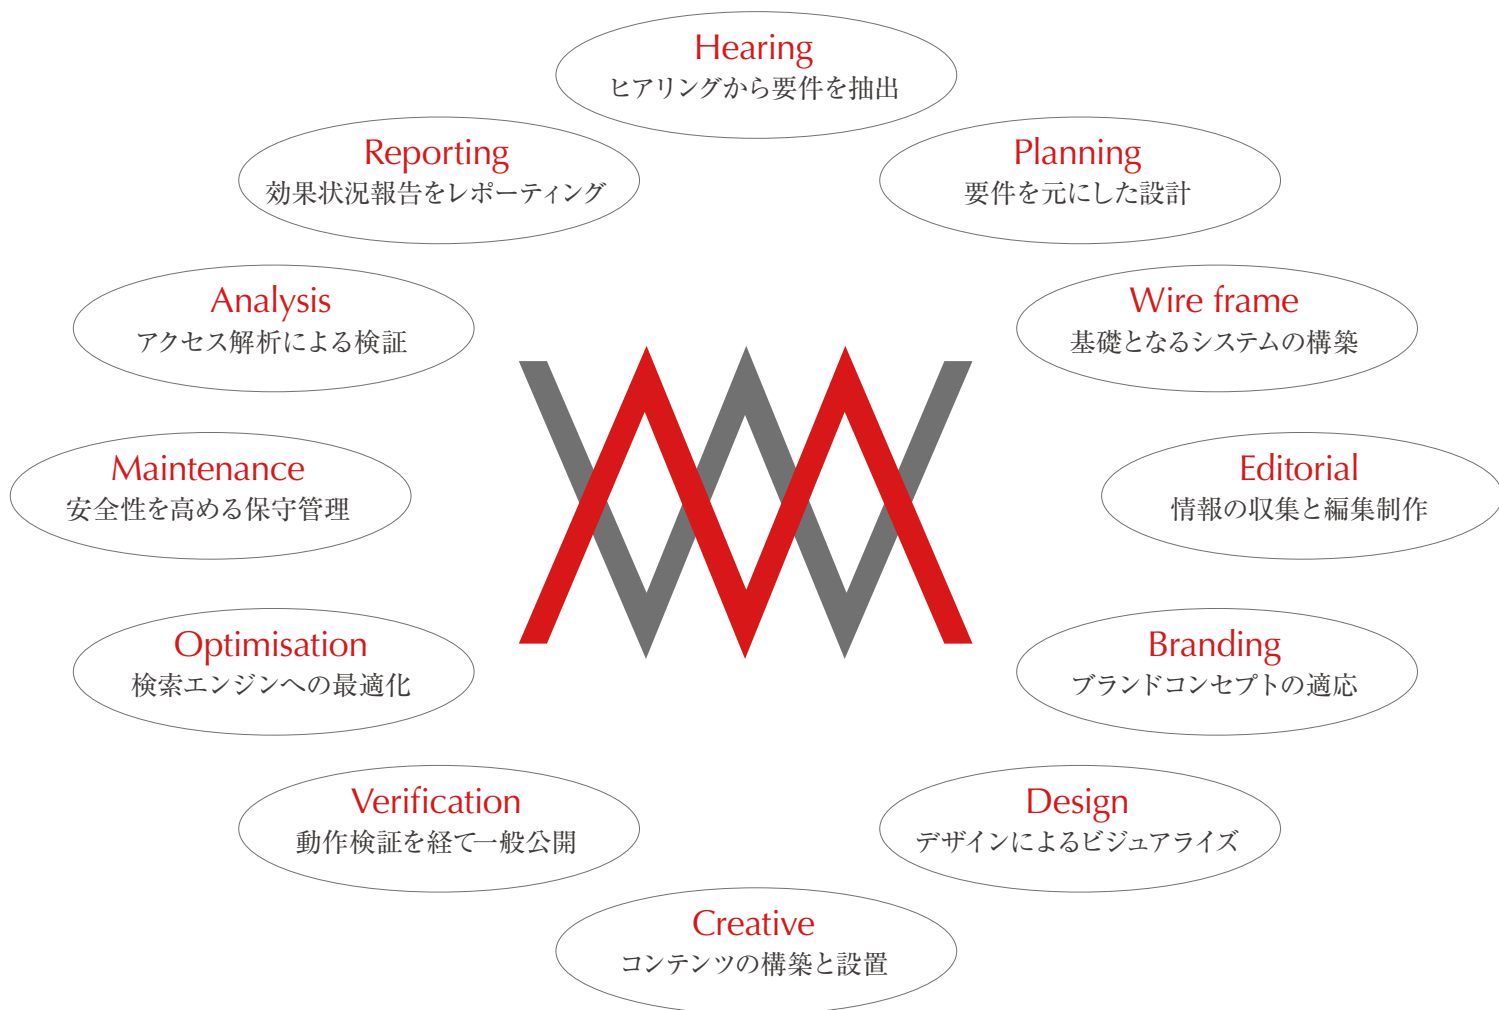 Hearing
ヒアリングから要件を抽出
Planning
要件を元にした設計
Wire frame
基礎となるシステムの構築
Editorial
情報の収集と編集制作
Branding
ブランドコンセプトの適応
Design
デザインによるビジュアライズ
Creative
コンテンツの構築と設置
Verification
動作検証を経て一般公開
Optimisation
検索エンジンへの最適化
Maintenance
安全性を高める保守管理
Analysis
アクセス解析による検証
Reporting
効果状況報告をレポーティング